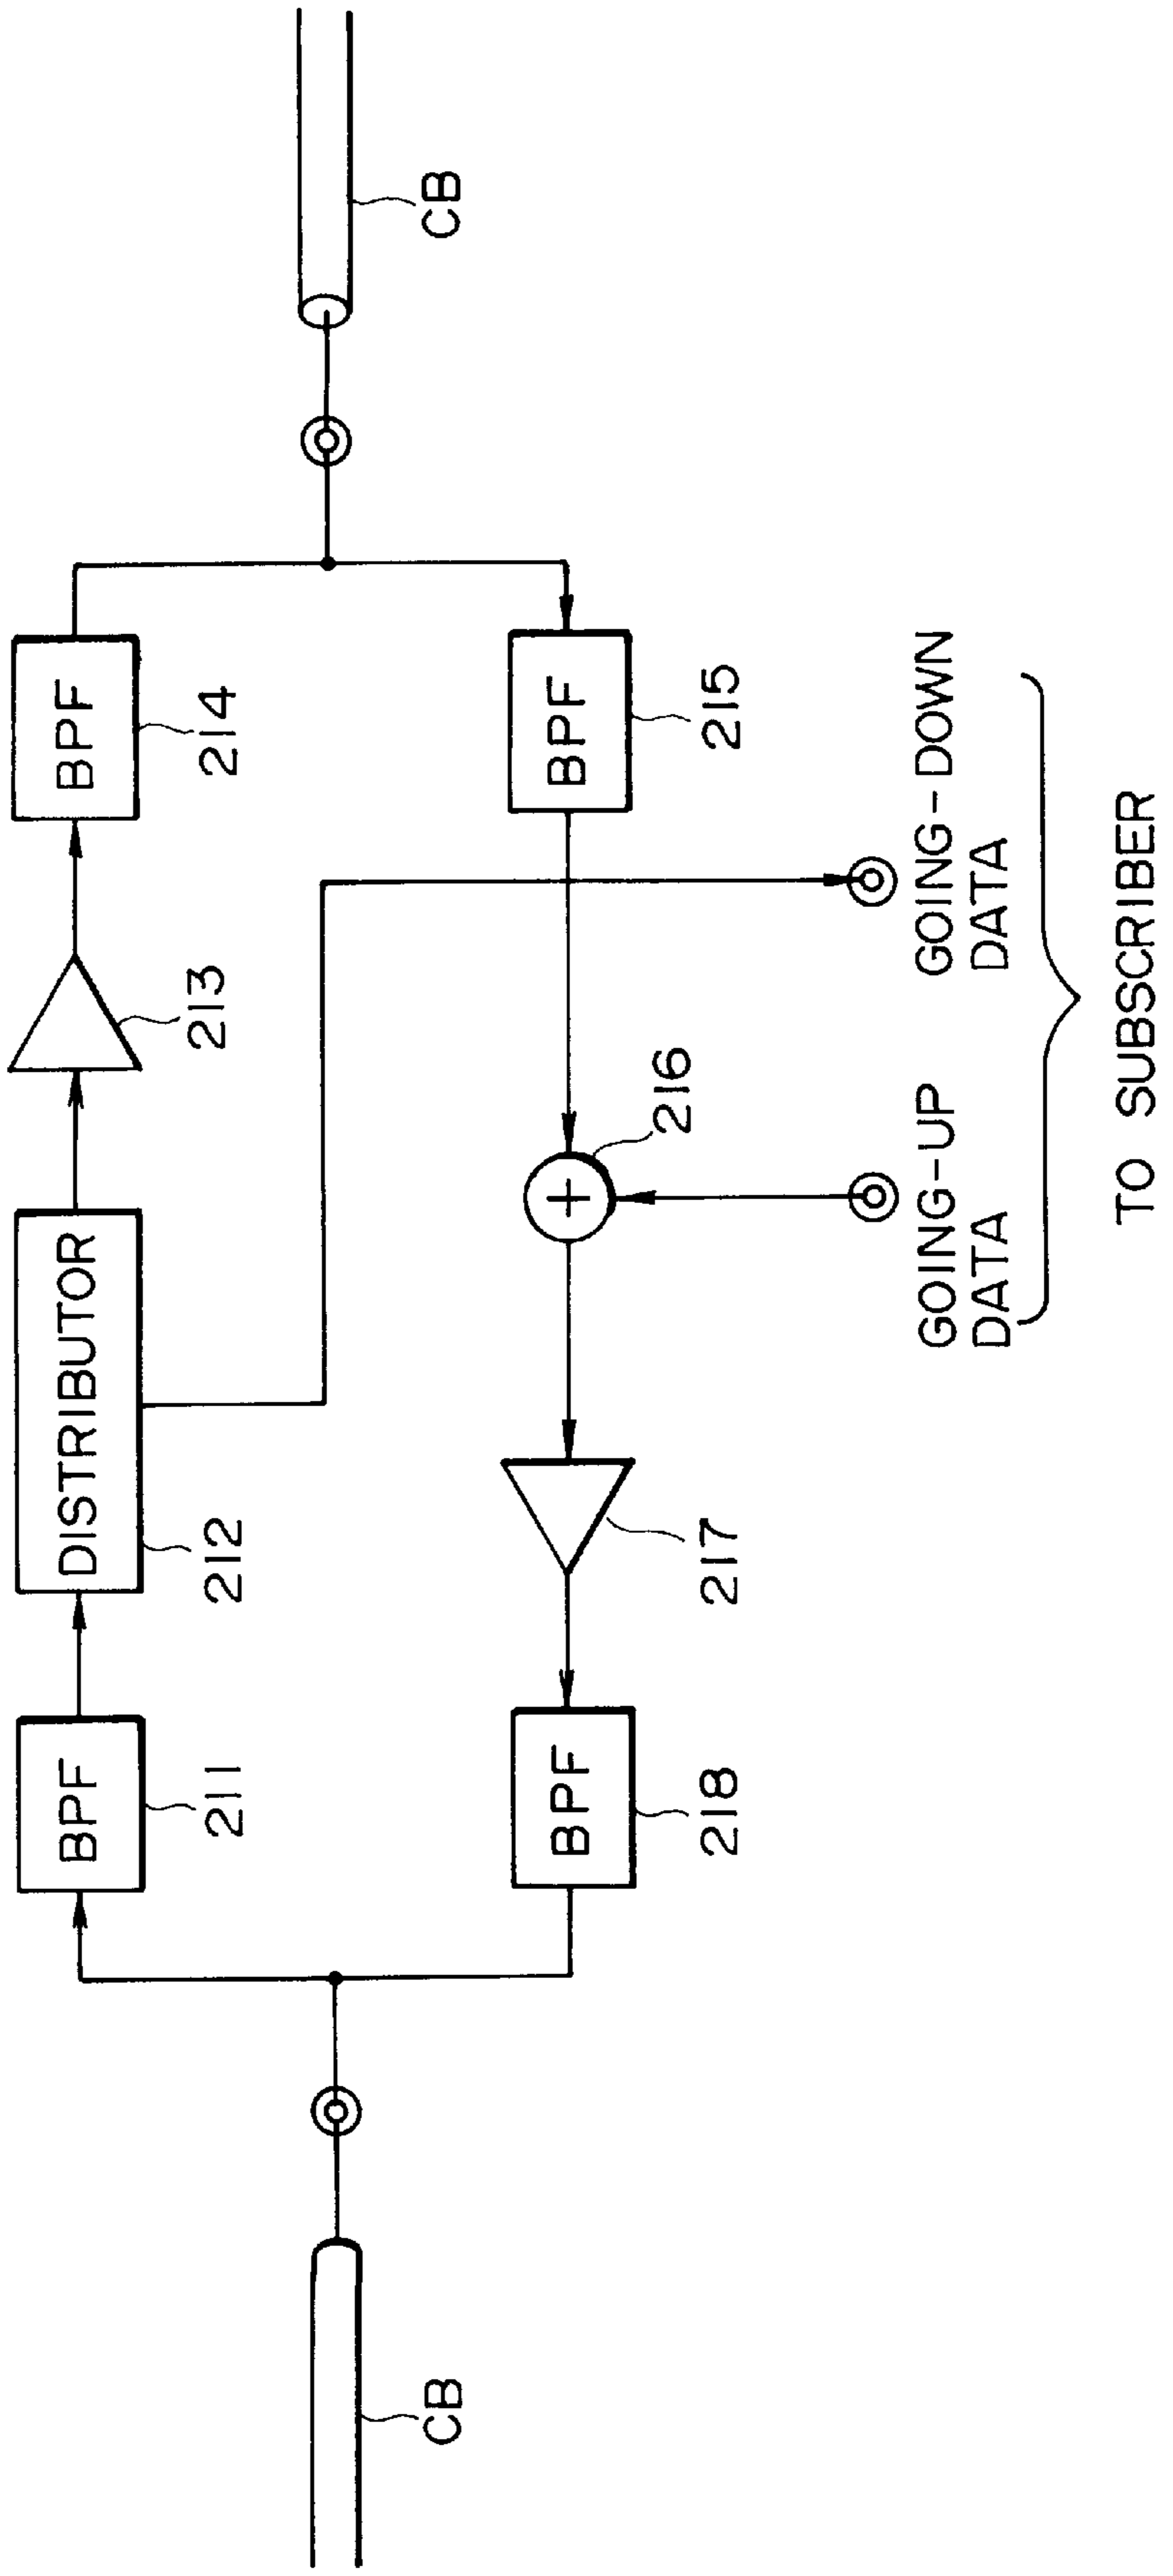 BPF
211
DISTRIBUTOR
212
213
BPF
214
CB
CB
BPF
218
217
216
BPF
215
GOING-UP
DATA
GOING-DOWN
DATA
TO SUBSCRIBER